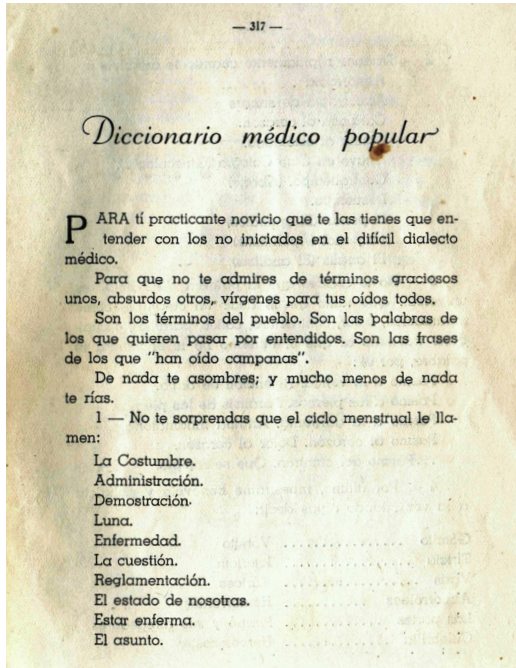 — 317 —
Diccionario médico popular
PARA tí practicante novicio que te las tienes que en-
tender con los no iniciados en el difícil dialecto
médico.
Para que no te admires de términos graciosos
unos, absurdos otros, vírgenes para tus oídos todos.
Son los términos del pueblo. Son las palabras de
los que quieren pasar por entendidos. Son las frases
de los que "han oído campanas".
De nada te asombres; y mucho menos de nada
te rías.
1 — No te sorprendas que el ciclo menstrual le lla-
men:
La Costumbre.
Administración.
Demostración.
Luna.
Enfermedad.
La cuestión.
Reglamentación.
El estado de nosotras.
Estar enferma.
El asunto.